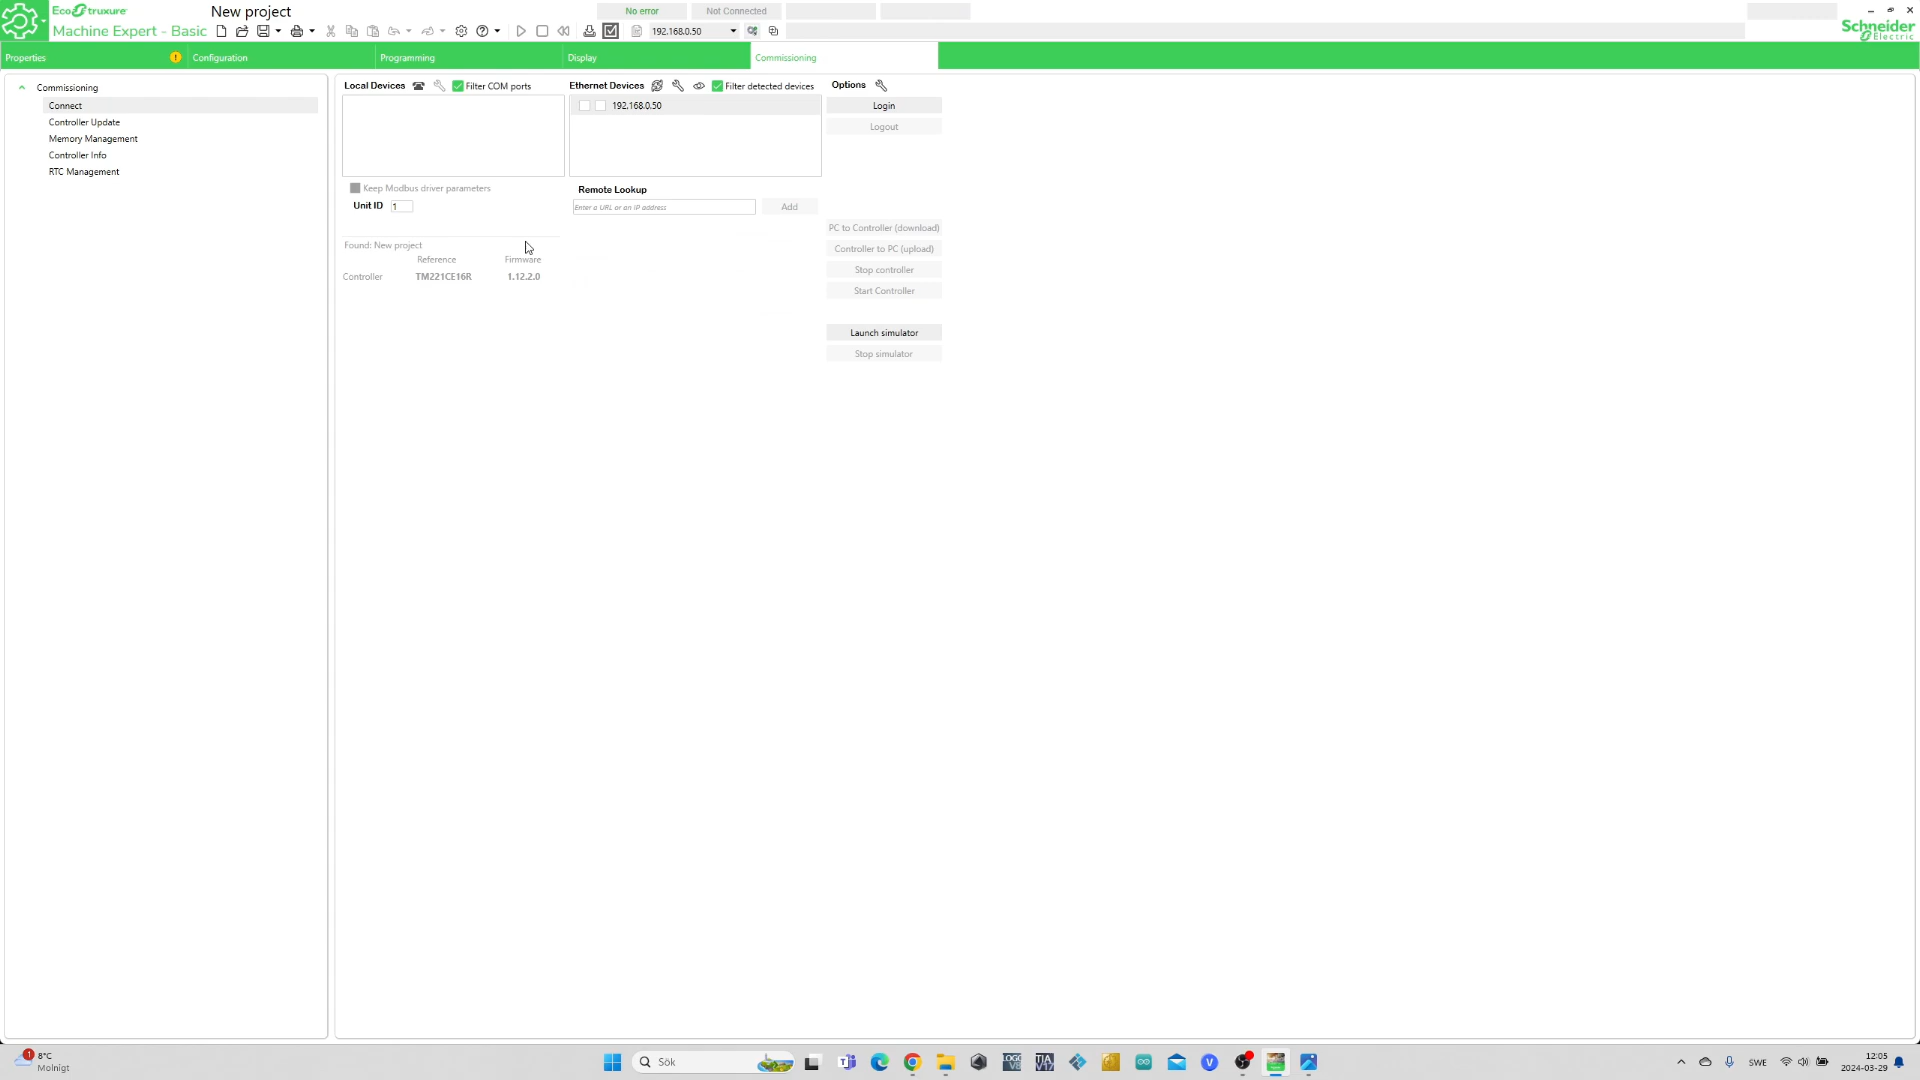 EcoStruxure
Machine Expert - Basic
New project
No error
Not Connected
192.168.0.50
Schneider
Electric
Properties
Configuration
Programming
Display
Commissioning
Commissioning
Connect
Controller Update
Memory Management
Controller Info
RTC Management
Local Devices
Filter COM ports
Ethernet Devices
Filter detected devices
Options
192.168.0.50
Login
Logout
Keep Modbus driver parameters
Unit ID
1
Remote Lookup
Enter a URL or an IP address
Add
Found: New project
Reference
Firmware
Controller
TM221CE16R
1.12.2.0
PC to Controller (download)
Controller to PC (upload)
Stop controller
Start Controller
Launch simulator
Stop simulator
1
8°C
Molnigt
Sök
LOGO
V8
TIA
V17
SWE
12:05
2024-03-29